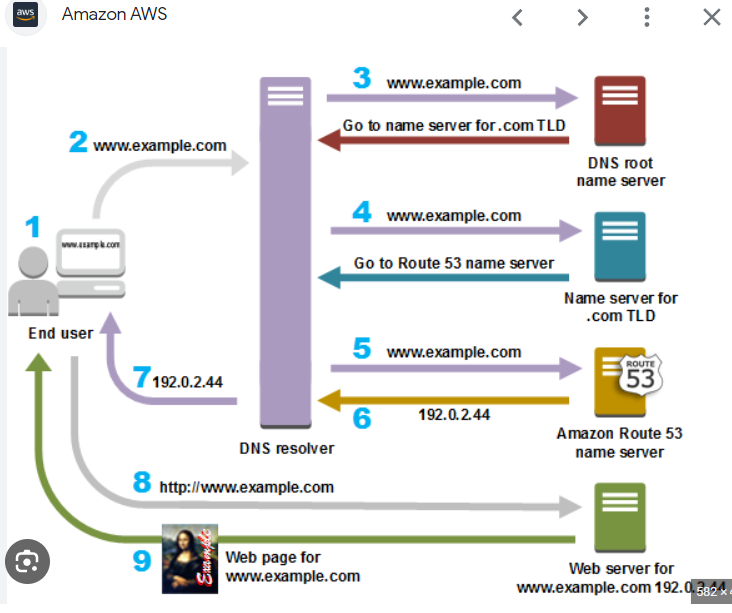 aws
Amazon AWS
3 www.example.com
Go to name server for .com TLD
DNS root
name server
2 www.example.com
1
www.example.com
End user
4 www.example.com
Go to Route 53 name server
Name server for
.com TLD
5 www.example.com
ROUTE
53
6 192.0.2.44
Amazon Route 53
name server
7 192.0.2.44
DNS resolver
8 http://www.example.com
9
Example
Web page for
www.example.com
Web server for
www.example.com 192.0.2.44
582 ×